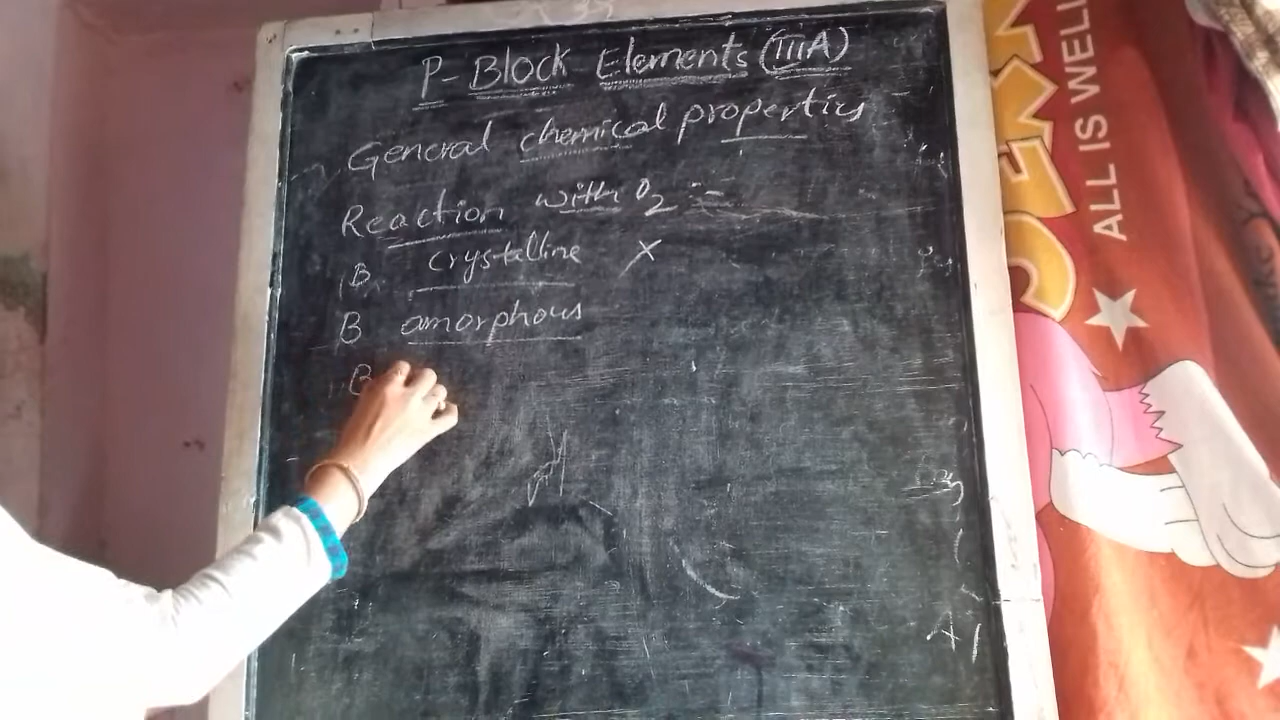 P-Block Elements (IIIA)
General chemical properties
Reaction with O2 :-
B crystalline X
B amorphous
B
ALL IS WELL